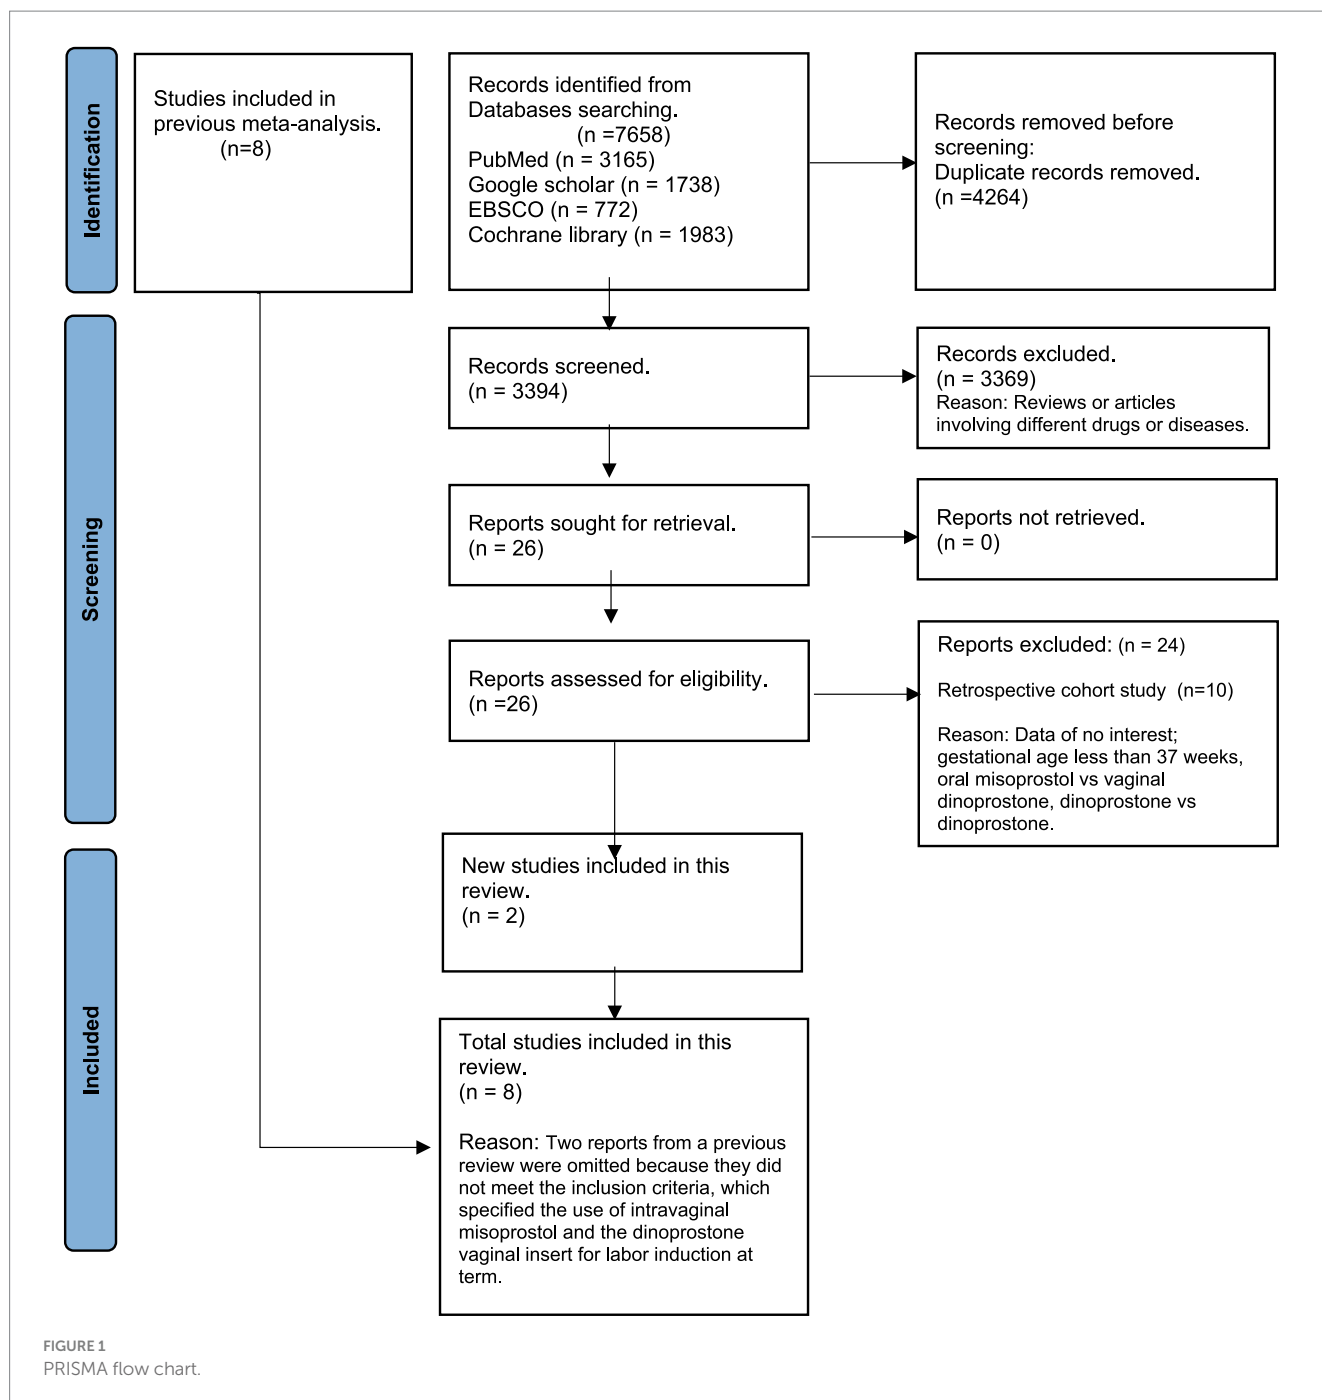 Identification
Studies included in
previous meta-analysis.
(n=8)
Records identified from
Databases searching.
(n =7658)
PubMed (n = 3165)
Google scholar (n = 1738)
EBSCO (n = 772)
Cochrane library (n = 1983)
Records removed before
screening:
Duplicate records removed.
(n =4264)
Screening
Records screened.
(n = 3394)
Records excluded.
(n = 3369)
Reason: Reviews or articles
involving different drugs or diseases.
Reports sought for retrieval.
(n = 26)
Reports not retrieved.
(n = 0)
Reports assessed for eligibility.
(n =26)
Reports excluded: (n = 24)
Retrospective cohort study (n=10)
Reason: Data of no interest;
gestational age less than 37 weeks,
oral misoprostol vs vaginal
dinoprostone, dinoprostone vs
dinoprostone.
Included
New studies included in this
review.
(n = 2)
Total studies included in this
review.
(n = 8)
Reason: Two reports from a previous
review were omitted because they did
not meet the inclusion criteria, which
specified the use of intravaginal
misoprostol and the dinoprostone
vaginal insert for labor induction at
term.
FIGURE 1
PRISMA flow chart.